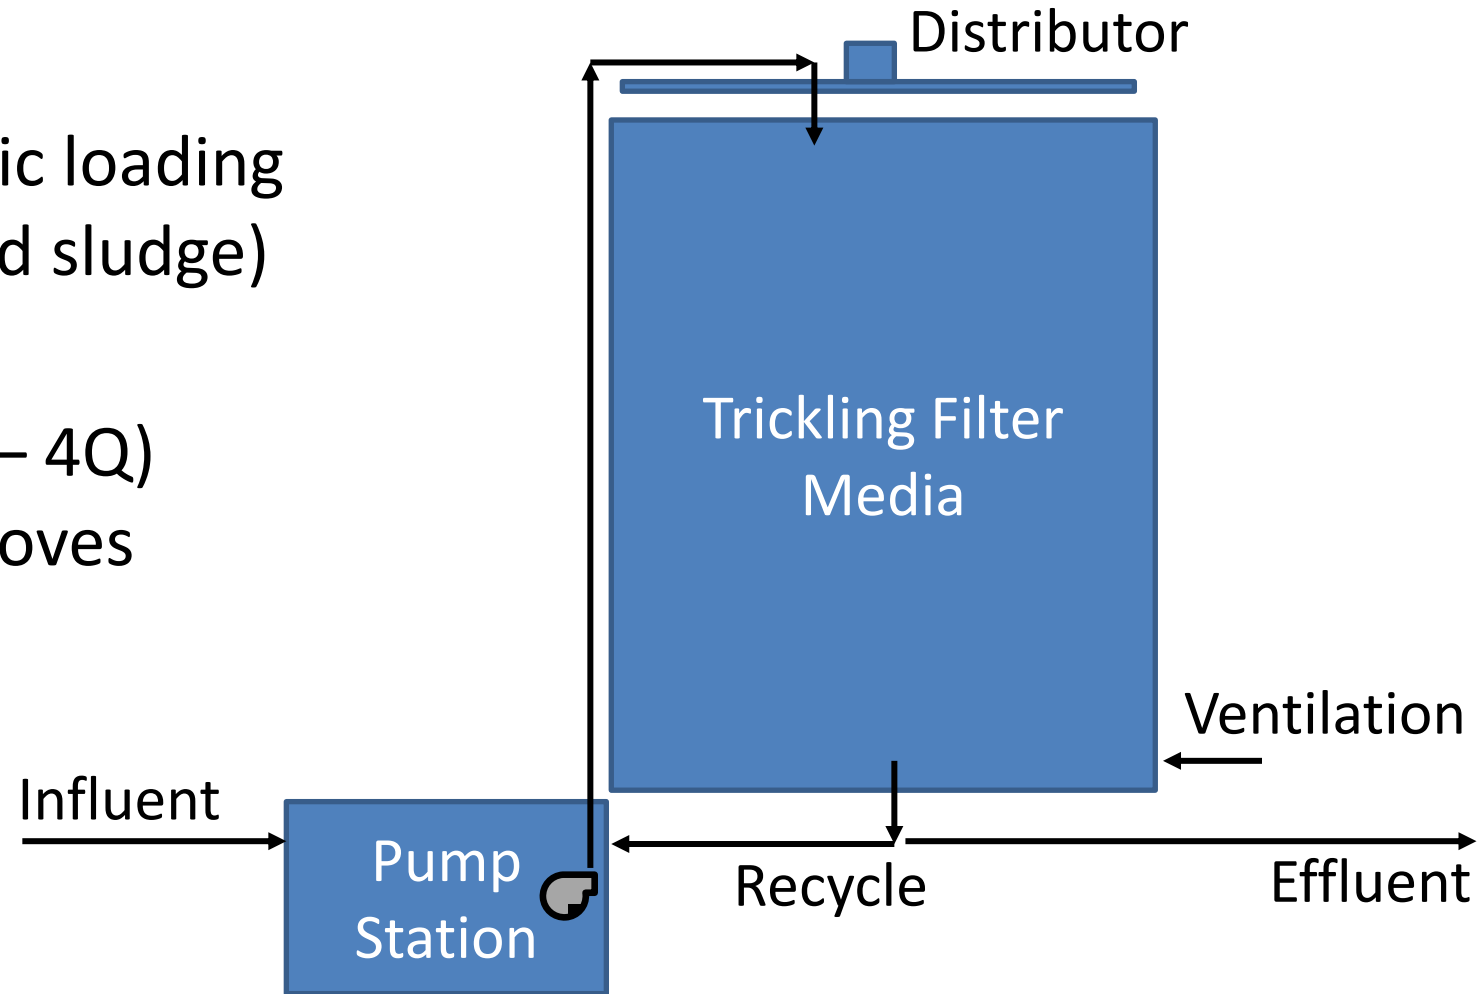 Distributor
ic loading
d sludge)
– 4Q)
oves
Trickling Filter
Media
Ventilation
Influent
Pump
Station
Recycle
Effluent